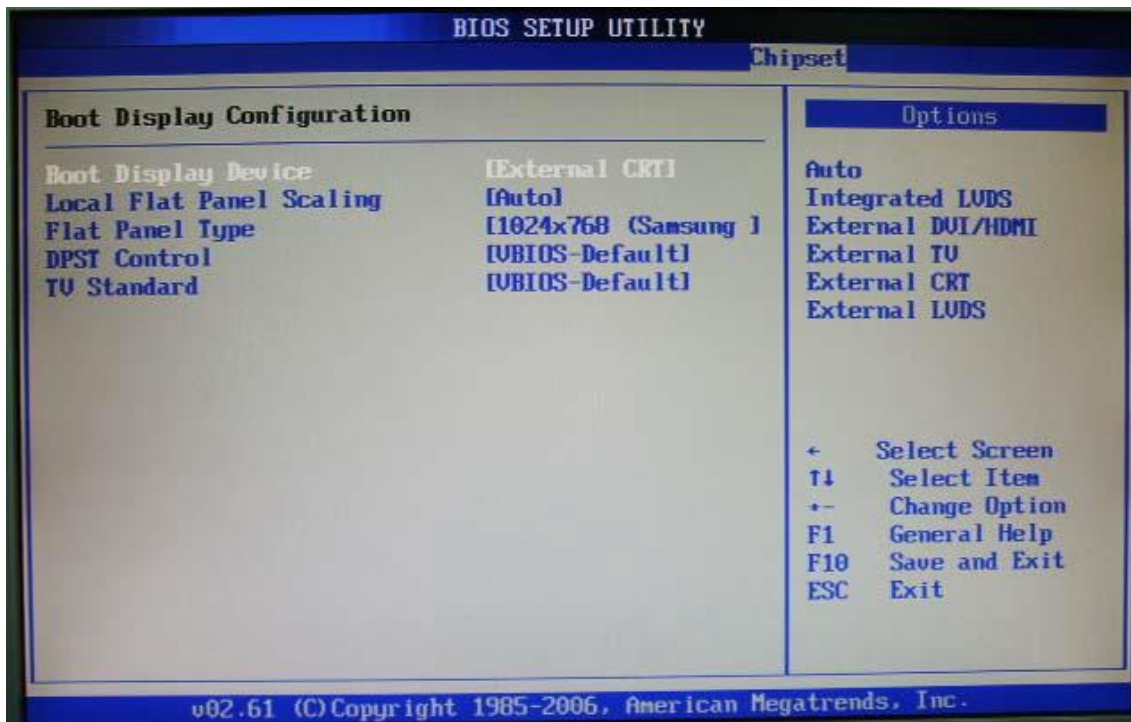 BIOS SETUP UTILITY
Chipset
Boot Display Configuration
Boot Display Device [External CRT]
Local Flat Panel Scaling [Auto]
Flat Panel Type [1024x768 (Samsung ]
DPST Control [VBIOS-Default]
TV Standard [VBIOS-Default]
Options
Auto
Integrated LVDS
External DVI/HDMI
External TV
External CRT
External LVDS
← Select Screen
↑↓ Select Item
+- Change Option
F1 General Help
F10 Save and Exit
ESC Exit
v02.61 (C)Copyright 1985-2006, American Megatrends, Inc.